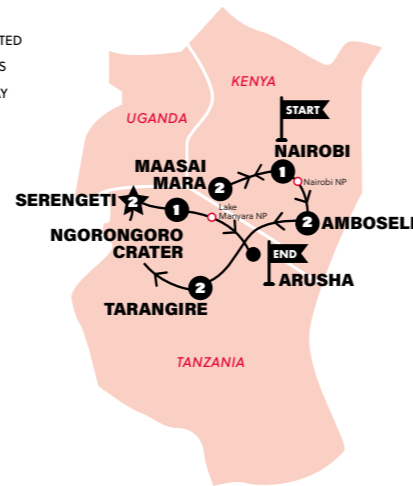 TED
S
AY
KENYA
UGANDA
START
NAIROBI
1
Nairobi NP
MAASAI
MARA
2
SERENGETI
2
1
Lake
Manyara NP
2
AMBOSELI
NGORONGORO
CRATER
END
ARUSHA
2
TARANGIRE
TANZANIA